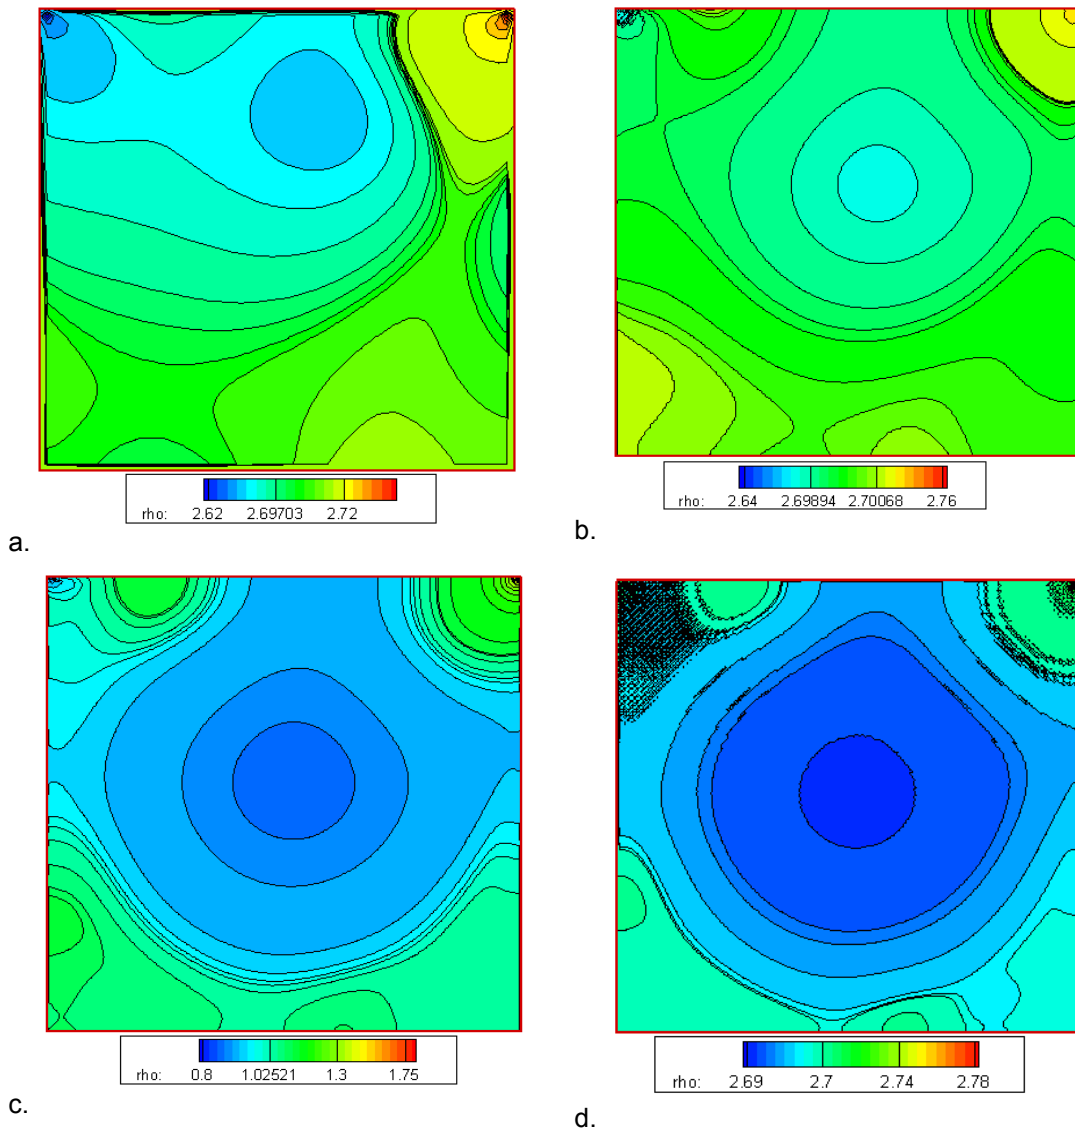 rho: 2.62 2.69703 2.72
a.
rho: 2.64 2.69894 2.70068 2.76
b.
rho: 0.8 1.02521 1.3 1.75
c.
rho: 2.69 2.7 2.74 2.78
d.